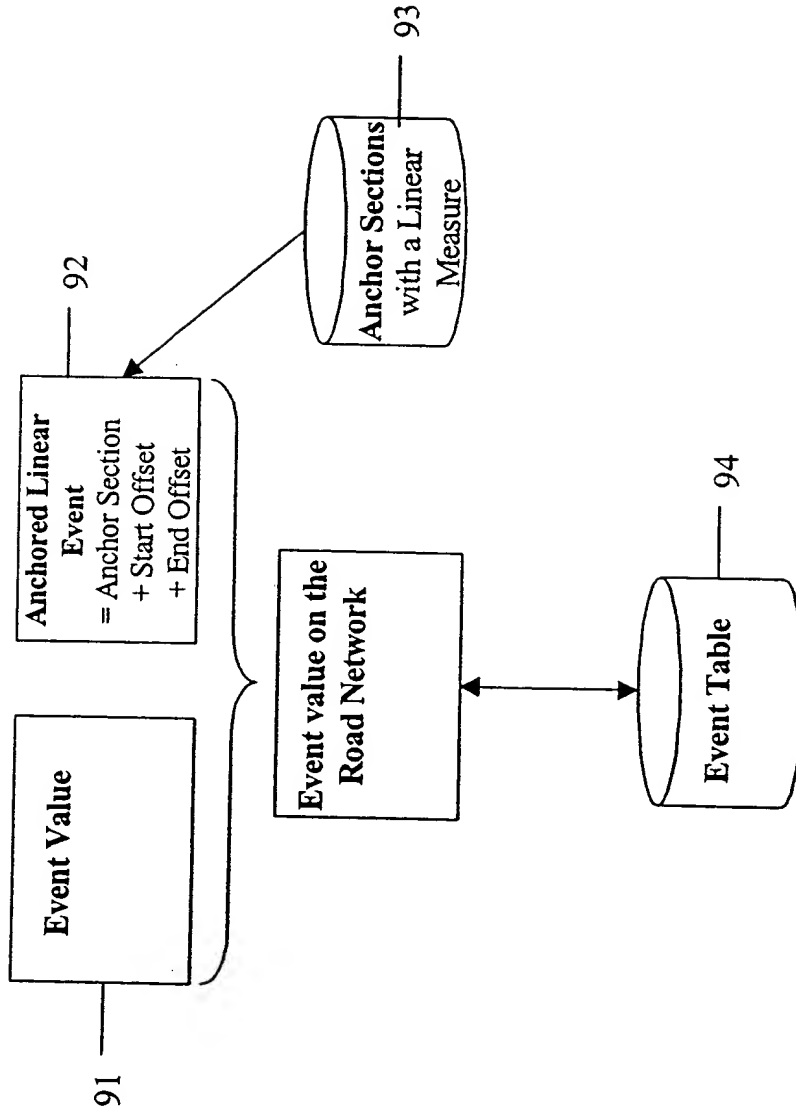 91
Event Value
92
Anchored Linear
Event
= Anchor Section
+ Start Offset
+ End Offset
93
Anchor Sections
with a Linear
Measure
Event value on the
Road Network
94
Event Table